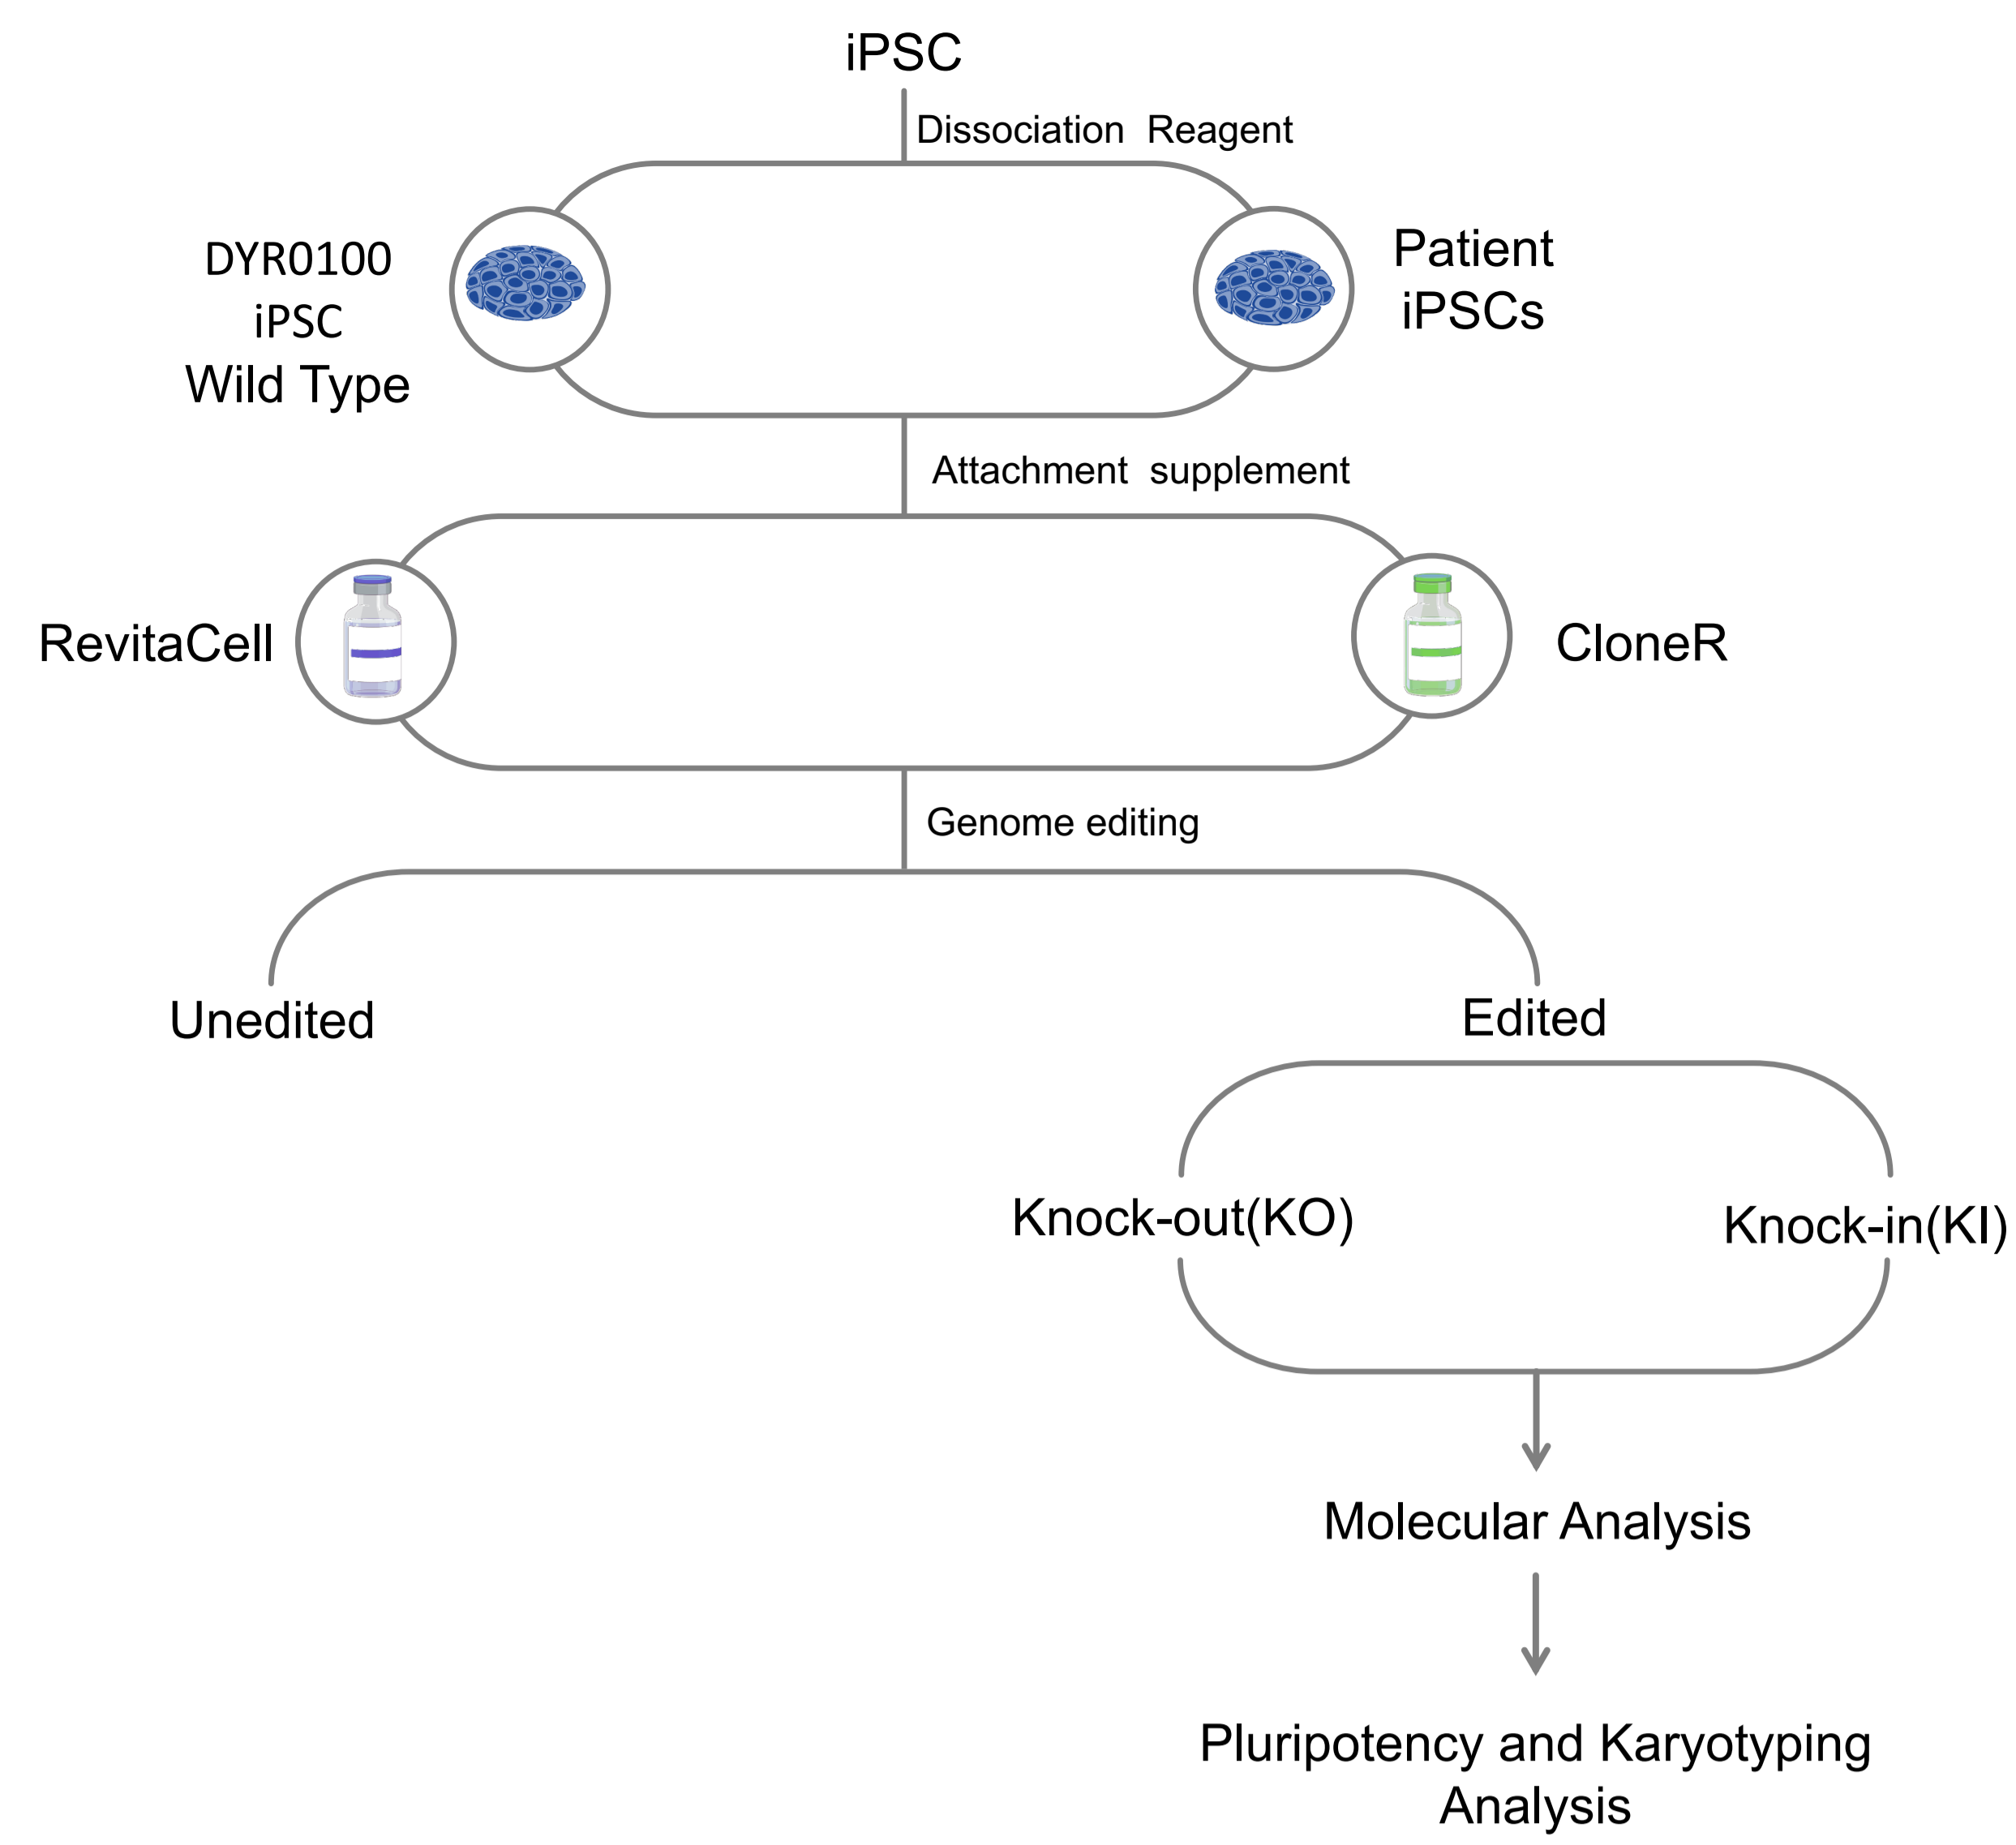 iPSC
Dissociation Reagent
DYR0100
iPSC
Wild Type
Patient
iPSCs
Attachment supplement
RevitaCell
CloneR
Genome editing
Unedited
Edited
Knock-out(KO)
Knock-in(KI)
Molecular Analysis
Pluripotency and Karyotyping
Analysis